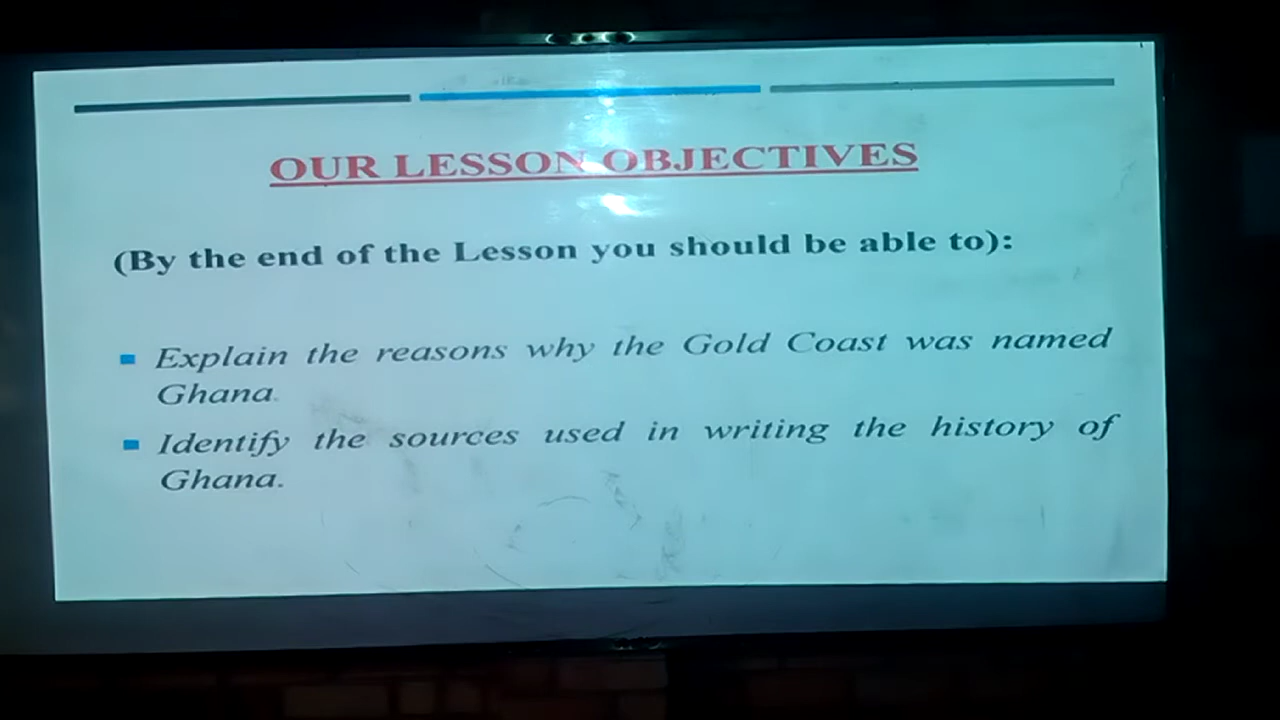 OUR LESSON OBJECTIVES
(By the end of the Lesson you should be able to):
Explain the reasons why the Gold Coast was named
Ghana.
Identify the sources used in writing the history of
Ghana.